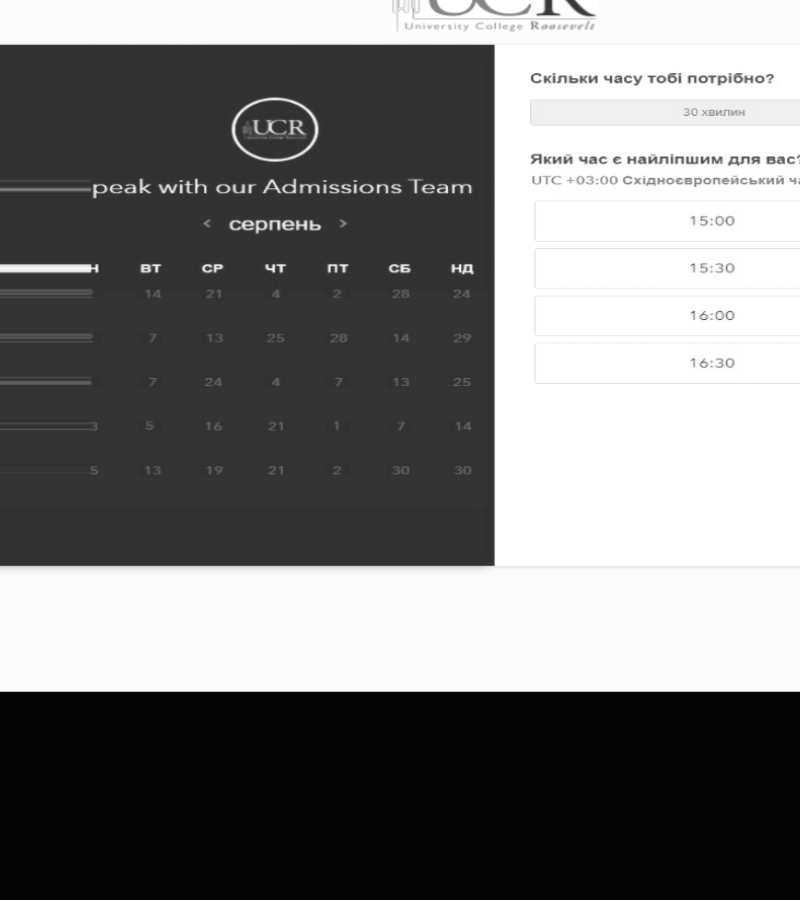 UCR
University College Roosevelt
UCR
peak with our Admissions Team
< серпень >
Н ВТ СР ЧТ ПТ СБ НД
14 21 4 2 28 24
7 13 25 28 14 29
7 24 4 7 13 25
3 5 16 21 1 7 14
5 13 19 21 2 30 30
Скільки часу тобі потрібно?
30 хвилин
Який час є найліпшим для вас?
UTC +03:00 Східноєвропейський ча
15:00
15:30
16:00
16:30